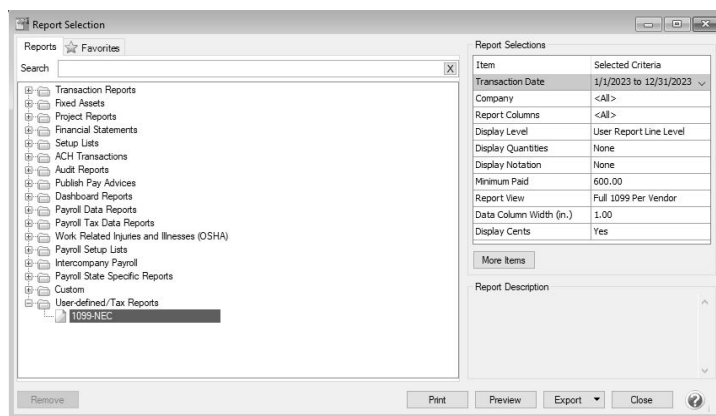 Report Selection
Reports
Favorites
Search
X
Transaction Reports
Fixed Assets
Project Reports
Financial Statements
Setup Lists
ACH Transactions
Audit Reports
Publish Pay Advices
Dashboard Reports
Payroll Data Reports
Payroll Tax Data Reports
Work Related Injuries and Illnesses (OSHA)
Payroll Setup Lists
Intercompany Payroll
Payroll State Specific Reports
Custom
User-defined/Tax Reports
1099-NEC
Report Selections
Item Selected Criteria
Transaction Date 1/1/2023 to 12/31/2023
Company <All>
Report Columns <All>
Display Level User Report Line Level
Display Quantities None
Display Notation None
Minimum Paid 600.00
Report View Full 1099 Per Vendor
Data Column Width (in.) 1.00
Display Cents Yes
More Items
Report Description
Remove Print Preview Export Close ?